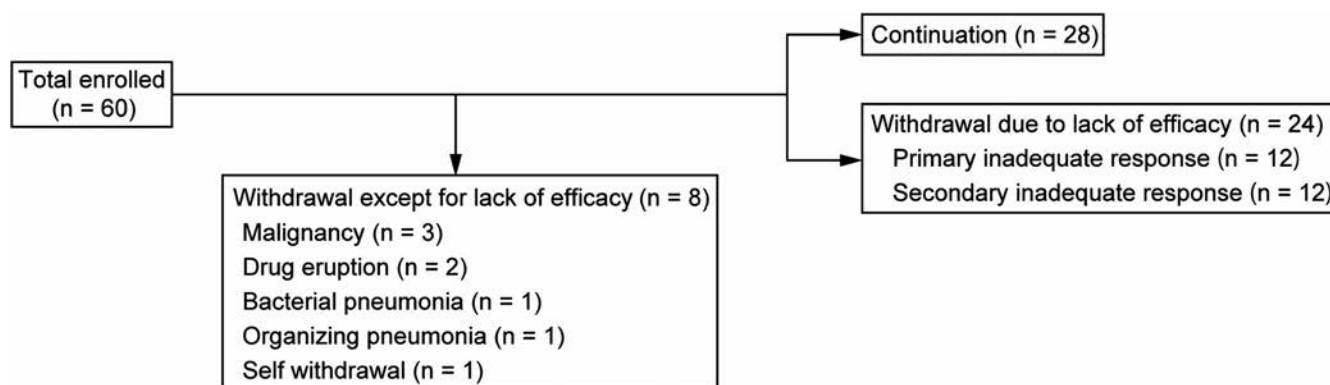 Total enrolled
(n = 60)
Continuation (n = 28)
Withdrawal due to lack of efficacy (n = 24)
Primary inadequate response (n = 12)
Secondary inadequate response (n = 12)
Withdrawal except for lack of efficacy (n = 8)
Malignancy (n = 3)
Drug eruption (n = 2)
Bacterial pneumonia (n = 1)
Organizing pneumonia (n = 1)
Self withdrawal (n = 1)